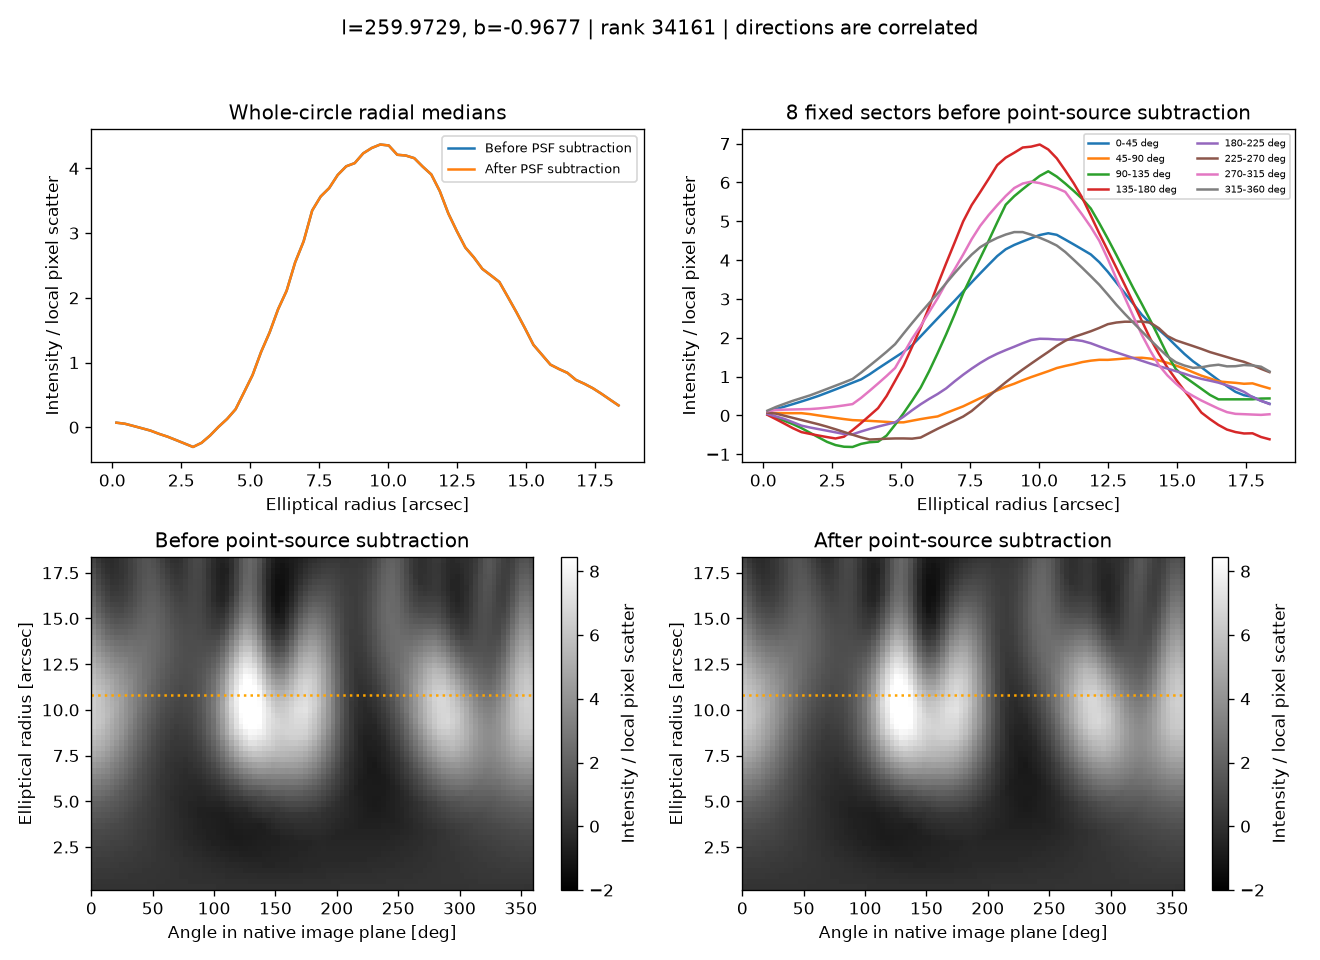 l=259.9729, b=-0.9677 | rank 34161 | directions are correlated
Whole-circle radial medians
Before PSF subtraction
After PSF subtraction
Intensity / local pixel scatter
4
3
2
1
0
0.0 2.5 5.0 7.5 10.0 12.5 15.0 17.5
Elliptical radius [arcsec]
8 fixed sectors before point-source subtraction
0-45 deg
45-90 deg
90-135 deg
135-180 deg
180-225 deg
225-270 deg
270-315 deg
315-360 deg
Intensity / local pixel scatter
7
6
5
4
3
2
1
0
−1
0.0 2.5 5.0 7.5 10.0 12.5 15.0 17.5
Elliptical radius [arcsec]
Before point-source subtraction
Elliptical radius [arcsec]
17.5
15.0
12.5
10.0
7.5
5.0
2.5
0 50 100 150 200 250 300 350
Angle in native image plane [deg]
8
6
4
2
0
−2
Intensity / local pixel scatter
After point-source subtraction
Elliptical radius [arcsec]
17.5
15.0
12.5
10.0
7.5
5.0
2.5
0 50 100 150 200 250 300 350
Angle in native image plane [deg]
8
6
4
2
0
−2
Intensity / local pixel scatter